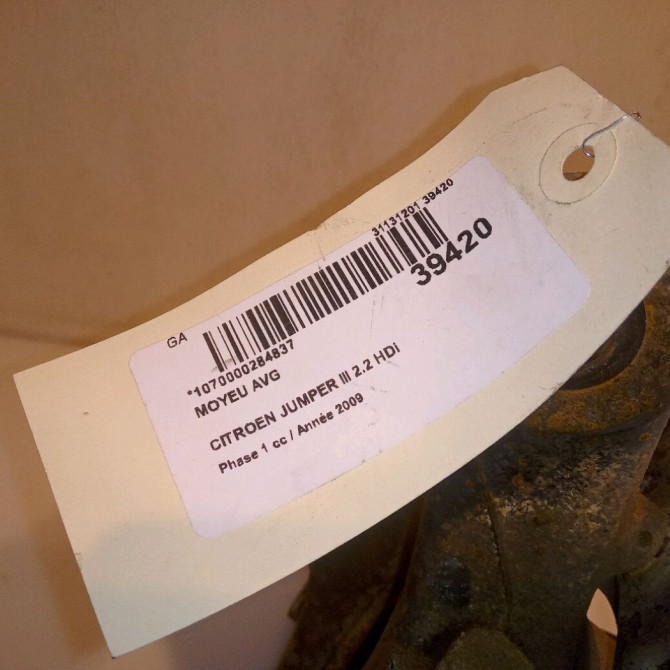 31131201 39420
39420
GA
*1070000284837
MOYEU AVG
CITROEN JUMPER III 2.2 HDi
Phase 1 cc / Année 2009